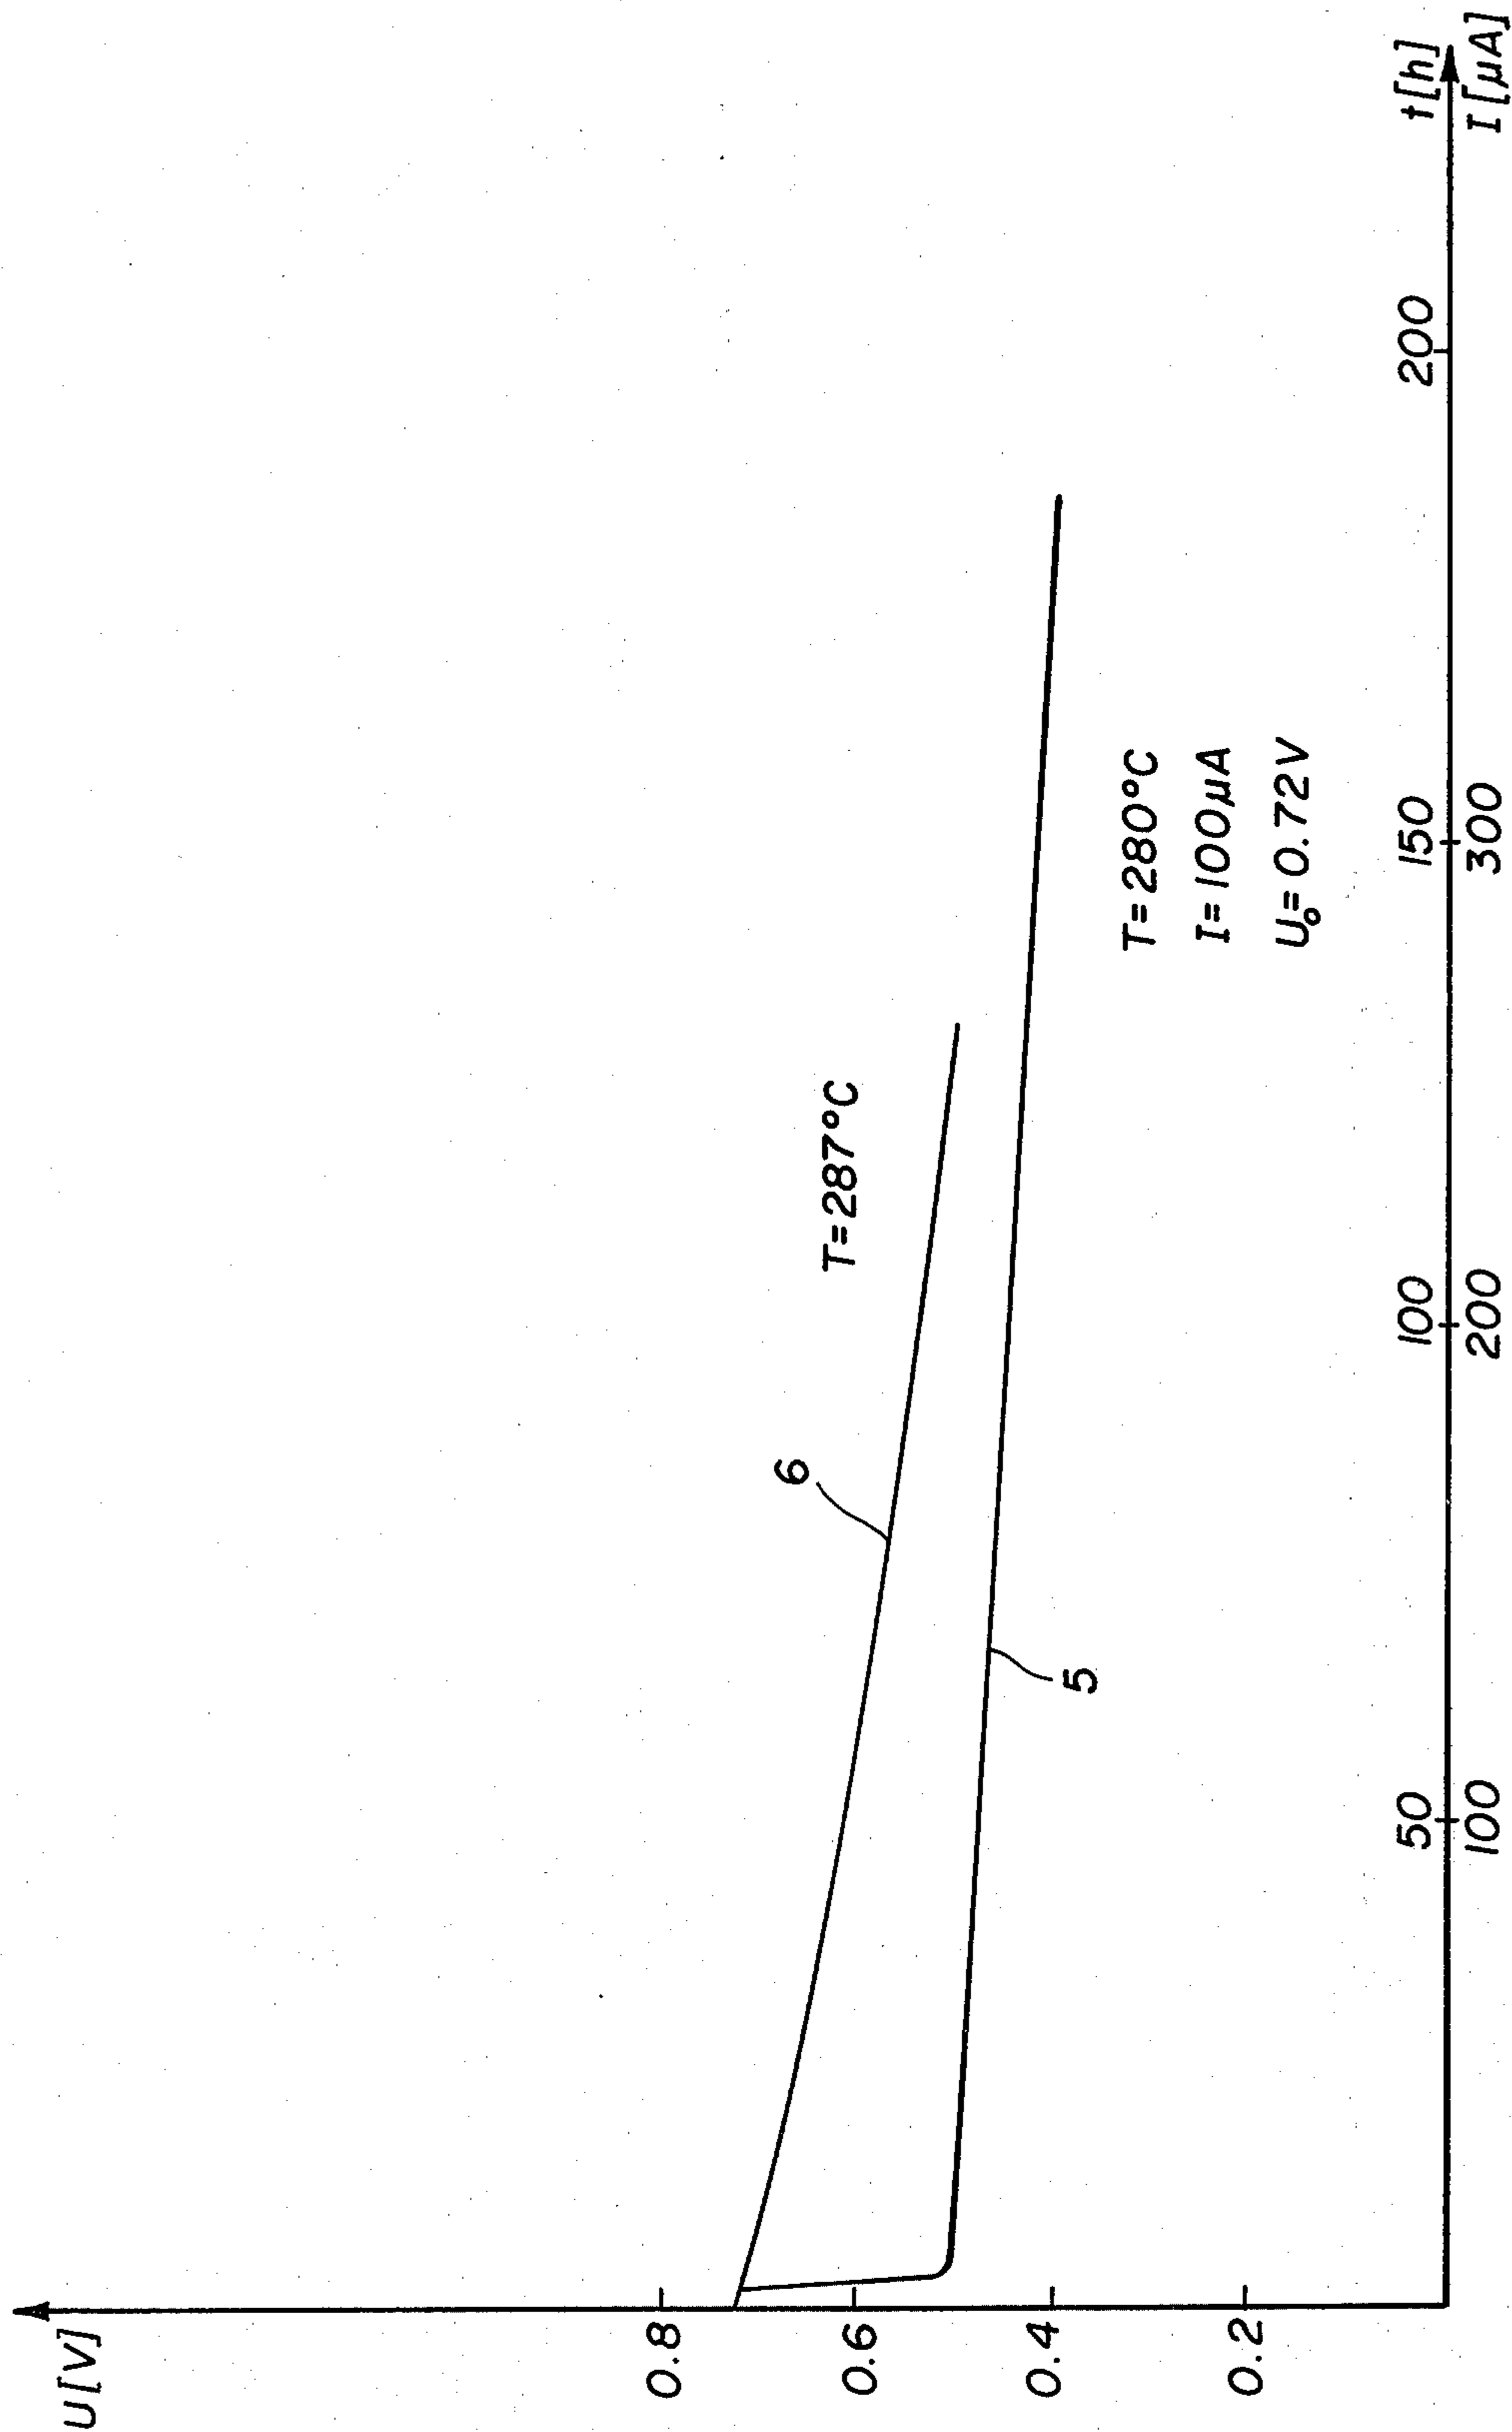 U[V]
0.8
0.6
0.4
0.2
6
T=287°C
5
T=280°C
I=100µA
U₀=0.72V
50 100 150 200 t[h]
100 200 300 I[µA]